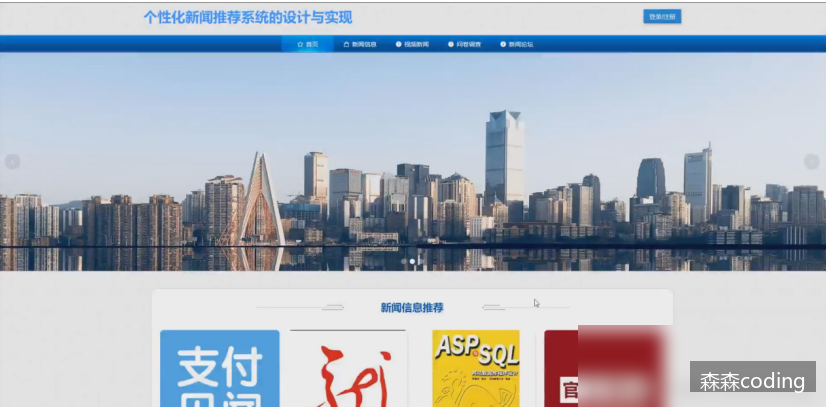 个性化新闻推荐系统的设计与实现
登录/注册
首页
新闻信息
视频新闻
问卷调查
新闻论坛
新闻信息推荐
支付
ASP SQL
官
森森coding